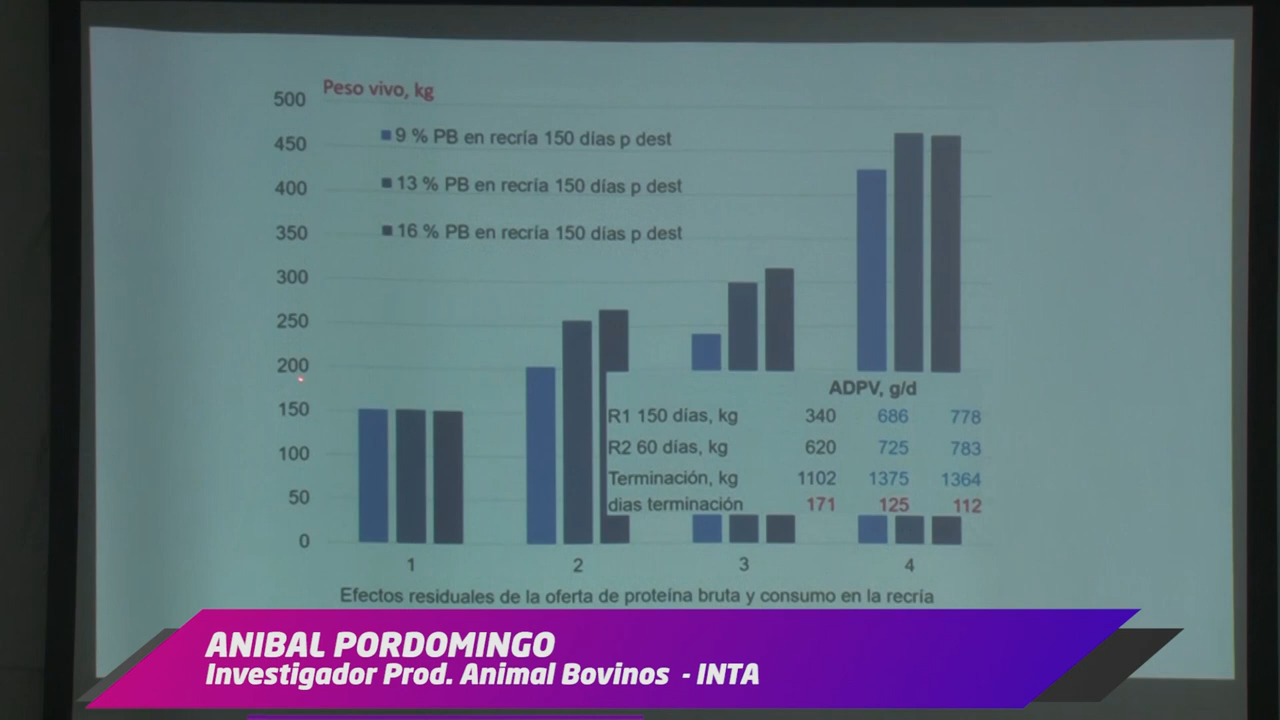 Peso vivo, kg
500
450
400
350
300
250
200
150
100
50
0
9 % PB en recría 150 días p dest
13 % PB en recría 150 días p dest
16 % PB en recría 150 días p dest
ADPV, g/d
R1 150 días, kg 340 686 778
R2 60 días, kg 620 725 783
Terminación, kg 1102 1375 1364
dias terminación 171 125 112
1 2 3 4
Efectos residuales de la oferta de proteína bruta y consumo en la recría
ANIBAL PORDOMINGO
Investigador Prod. Animal Bovinos - INTA